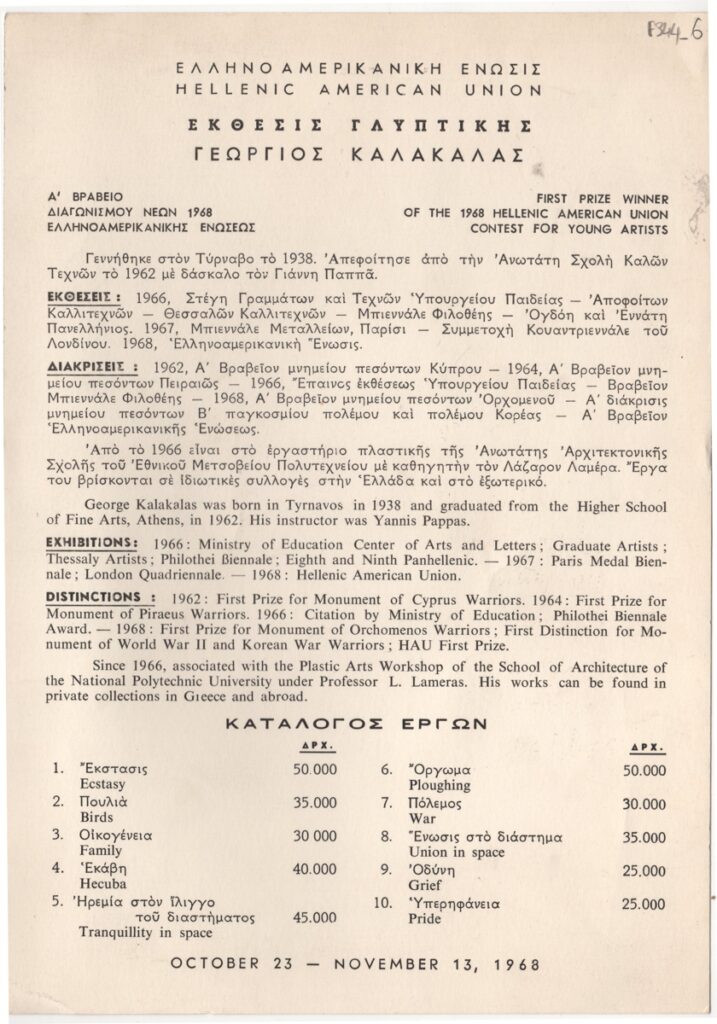 F344_6
ΕΛΛΗΝΟΑΜΕΡΙΚΑΝΙΚΗ ΕΝΩΣΙΣ
HELLENIC AMERICAN UNION
ΕΚΘΕΣΙΣ ΓΛΥΠΤΙΚΗΣ
ΓΕΩΡΓΙΟΣ ΚΑΛΑΚΑΛΑΣ
Α' ΒΡΑΒΕΙΟ
ΔΙΑΓΩΝΙΣΜΟΥ ΝΕΩΝ 1968
ΕΛΛΗΝΟΑΜΕΡΙΚΑΝΙΚΗΣ ΕΝΩΣΕΩΣ
FIRST PRIZE WINNER
OF THE 1968 HELLENIC AMERICAN UNION
CONTEST FOR YOUNG ARTISTS
Γεννήθηκε στὸν Τύρναβο τὸ 1938. Ἀπεφοίτησε ἀπὸ τὴν Ἀνωτάτη Σχολὴ Καλῶν
Τεχνῶν τὸ 1962 μὲ δάσκαλο τὸν Γιάννη Παππᾶ.
ΕΚΘΕΣΕΙΣ : 1966, Στέγη Γραμμάτων καὶ Τεχνῶν Ὑπουργείου Παιδείας — Ἀποφοίτων
Καλλιτεχνῶν — Θεσσαλῶν Καλλιτεχνῶν — Μπιεννάλε Φιλοθέης — Ὀγδόη καὶ Ἐννάτη
Πανελλήνιος. 1967, Μπιεννάλε Μεταλλείων, Παρίσι — Συμμετοχὴ Κουαντριεννάλε τοῦ
Λονδίνου. 1968, Ἑλληνοαμερικανικὴ Ἕνωσις.
ΔΙΑΚΡΙΣΕΙΣ : 1962, Α' Βραβεῖον μνημείου πεσόντων Κύπρου — 1964, Α' Βραβεῖον μνη-
μείου πεσόντων Πειραιῶς — 1966, Ἔπαινος ἐκθέσεως Ὑπουργείου Παιδείας — Βραβεῖον
Μπιεννάλε Φιλοθέης — 1968, Α' Βραβεῖον μνημείου πεσόντων Ὀρχομενοῦ — Α' διάκρισις
μνημείου πεσόντων Β' παγκοσμίου πολέμου καὶ πολέμου Κορέας — Α' Βραβεῖον
Ἑλληνοαμερικανικῆς Ἑνώσεως.
Ἀπὸ τὸ 1966 εἶναι στὸ ἐργαστήριο πλαστικῆς τῆς Ἀνωτάτης Ἀρχιτεκτονικῆς
Σχολῆς τοῦ Ἐθνικοῦ Μετσοβείου Πολυτεχνείου μὲ καθηγητὴν τὸν Λάζαρον Λαμέρα. Ἔργα
του βρίσκονται σὲ ἰδιωτικὲς συλλογὲς στὴν Ἑλλάδα καὶ στὸ ἐξωτερικό.
George Kalakalas was born in Tyrnavos in 1938 and graduated from the Higher School
of Fine Arts, Athens, in 1962. His instructor was Yannis Pappas.
EXHIBITIONS: 1966: Ministry of Education Center of Arts and Letters; Graduate Artists;
Thessaly Artists; Philothei Biennale; Eighth and Ninth Panhellenic. — 1967: Paris Medal Bien-
nale; London Quadriennale. — 1968: Hellenic American Union.
DISTINCTIONS : 1962: First Prize for Monument of Cyprus Warriors. 1964: First Prize for
Monument of Piraeus Warriors. 1966: Citation by Ministry of Education; Philothei Biennale
Award. — 1968: First Prize for Monument of Orchomenos Warriors; First Distinction for Mo-
nument of World War II and Korean War Warriors; HAU First Prize.
Since 1966, associated with the Plastic Arts Workshop of the School of Architecture of
the National Polytechnic University under Professor L. Lameras. His works can be found in
private collections in Greece and abroad.
ΚΑΤΑΛΟΓΟΣ ΕΡΓΩΝ
ΔΡΧ.
1. Ἔκστασις 50.000
Ecstasy
2. Πουλιὰ 35.000
Birds
3. Οἰκογένεια 30 000
Family
4. Ἑκάβη 40.000
Hecuba
5. Ἠρεμία στὸν ἴλιγγο
τοῦ διαστήματος 45.000
Tranquillity in space
ΔΡΧ.
6. Ὄργωμα 50.000
Ploughing
7. Πόλεμος 30.000
War
8. Ἕνωσις στὸ διάστημα 35.000
Union in space
9. Ὀδύνη 25,000
Grief
10. Ὑπερηφάνεια 25.000
Pride
OCTOBER 23 — NOVEMBER 13, 1968